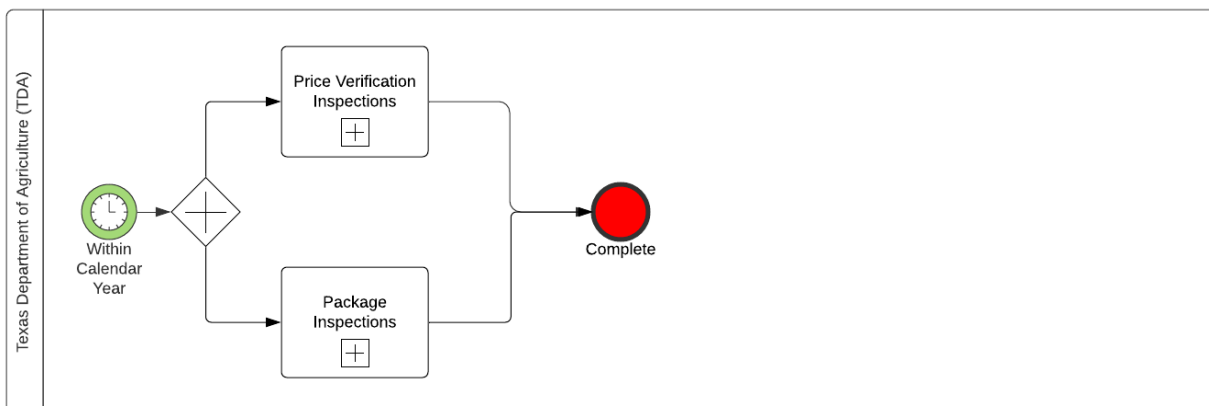 Texas Department of Agriculture (TDA)
Within
Calendar
Year
Price Verification
Inspections
Package
Inspections
Complete